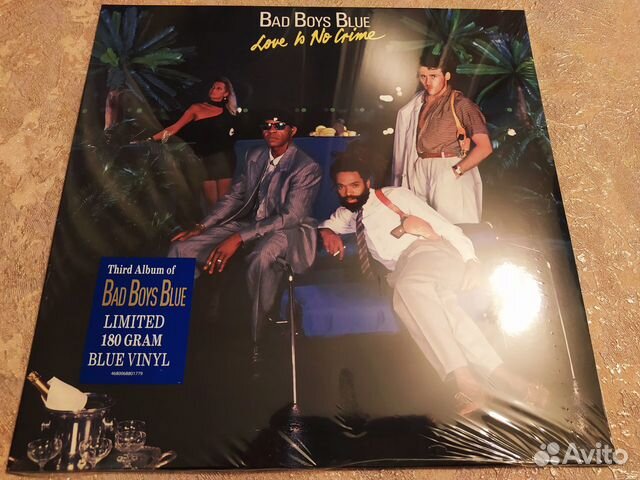 BAD BOYS BLUE
Love Is No Crime
Third Album of
BAD BOYS BLUE
LIMITED
180 GRAM
BLUE VINYL
4680068801779
Avito